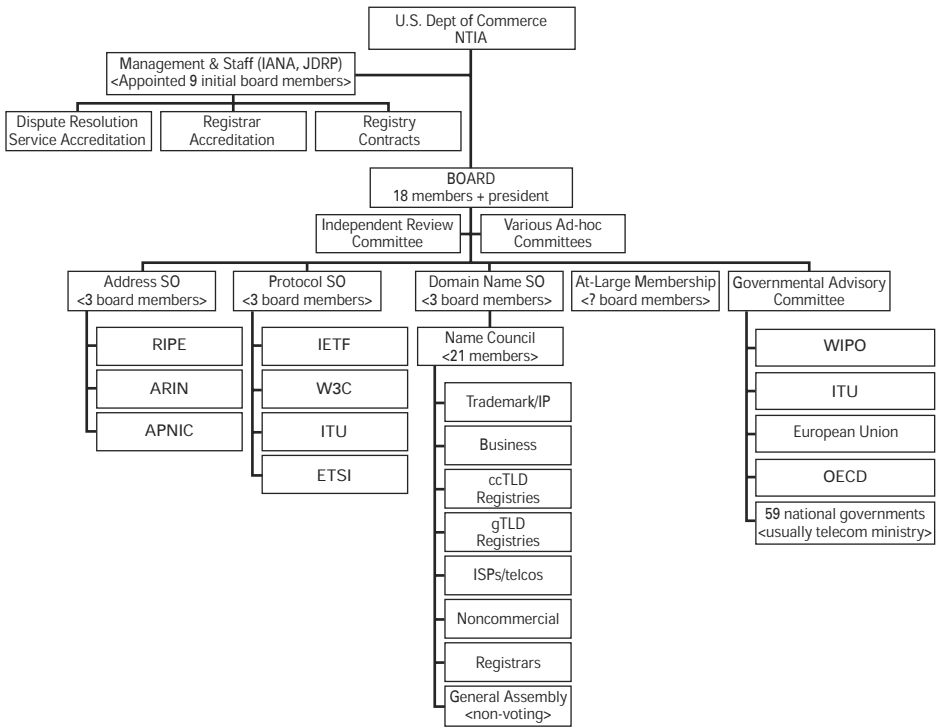 U.S. Dept of Commerce
NTIA
Management & Staff (IANA, JDRP)
<Appointed 9 initial board members>
Dispute Resolution
Service Accreditation
Registrar
Accreditation
Registry
Contracts
BOARD
18 members + president
Independent Review
Committee
Various Ad-hoc
Committees
Address SO
<3 board members>
Protocol SO
<3 board members>
Domain Name SO
<3 board members>
At-Large Membership
<? board members>
Governmental Advisory
Committee
RIPE
ARIN
APNIC
IETF
W3C
ITU
ETSI
Name Council
<21 members>
Trademark/IP
Business
ccTLD
Registries
gTLD
Registries
ISPs/telcos
Noncommercial
Registrars
General Assembly
<non-voting>
WIPO
ITU
European Union
OECD
59 national governments
<usually telecom ministry>